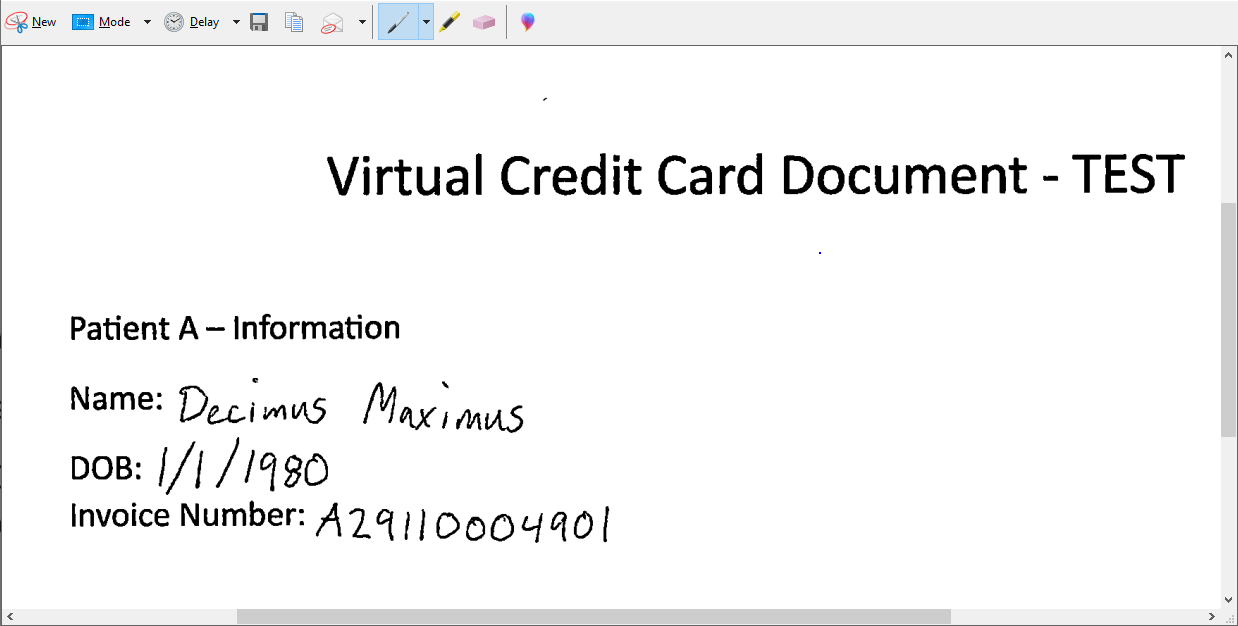 New Mode Delay
Virtual Credit Card Document - TEST
Patient A – Information
Name: Decimus Maximus
DOB: 1/1/1980
Invoice Number: A29110004901